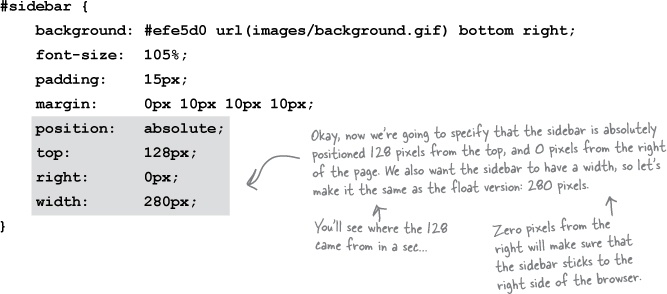 #sidebar {
background: #efe5d0 url(images/background.gif) bottom right;
font-size: 105%;
padding: 15px;
margin: 0px 10px 10px 10px;
position: absolute;
top: 128px;
right: 0px;
width: 280px;
}
Okay, now we're going to specify that the sidebar is absolutely
positioned 128 pixels from the top, and 0 pixels from the right
of the page. We also want the sidebar to have a width, so let's
make it the same as the float version: 280 pixels.
You'll see where the 128
came from in a sec...
Zero pixels from the
right will make sure that
the sidebar sticks to the
right side of the browser.